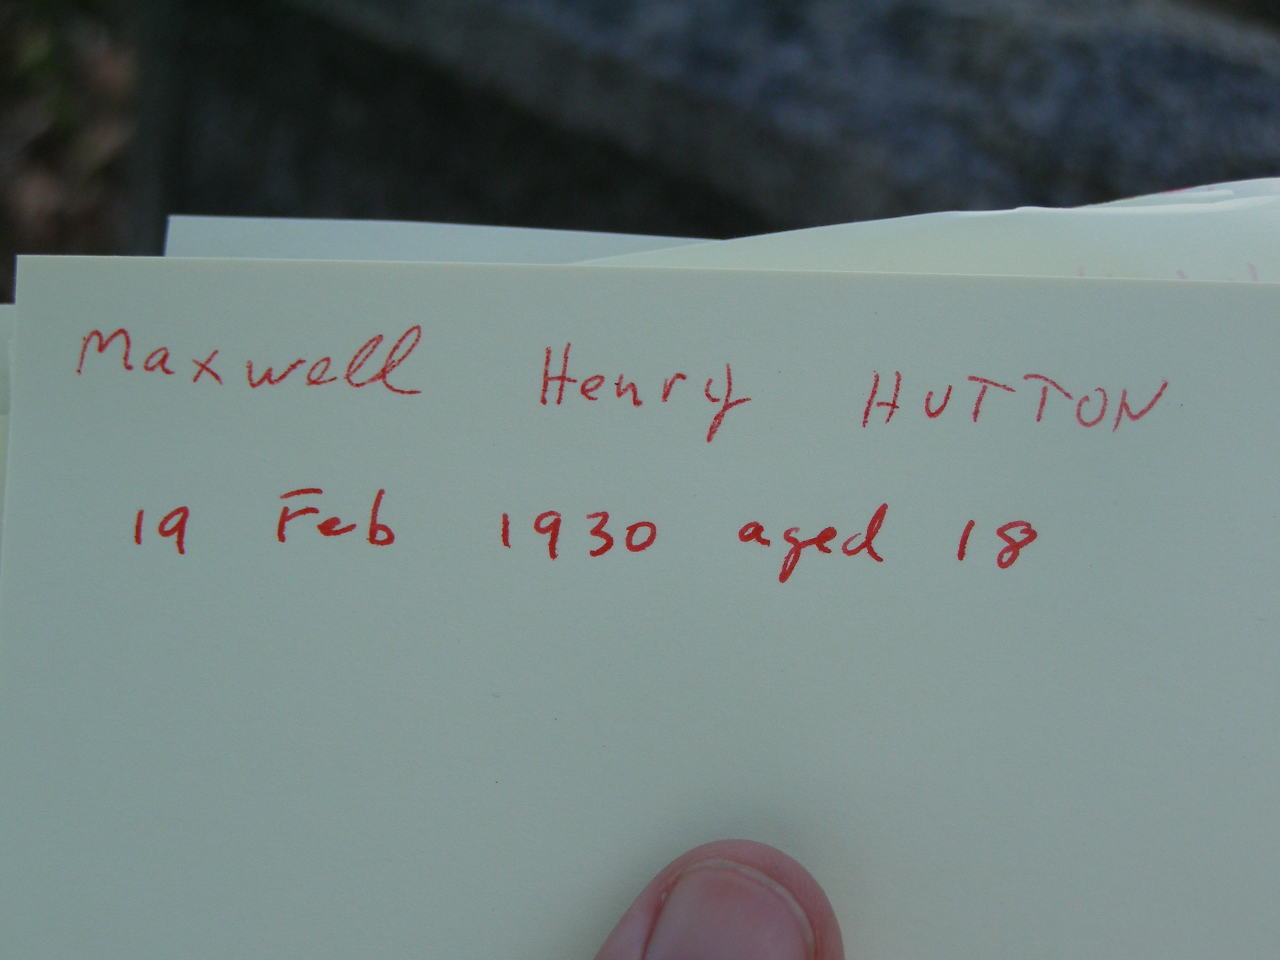 Maxwell Henry HUTTON
19 Feb 1930 aged 18